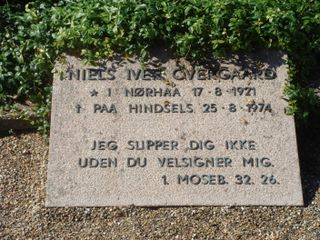 NIELS IVER OVERGAARD
* I NØRHAA 17-8-1921
† PAA HINDSELS 25-8-1974
JEG SLIPPER DIG IKKE
UDEN DU VELSIGNER MIG.
1. MOSEB. 32. 26.